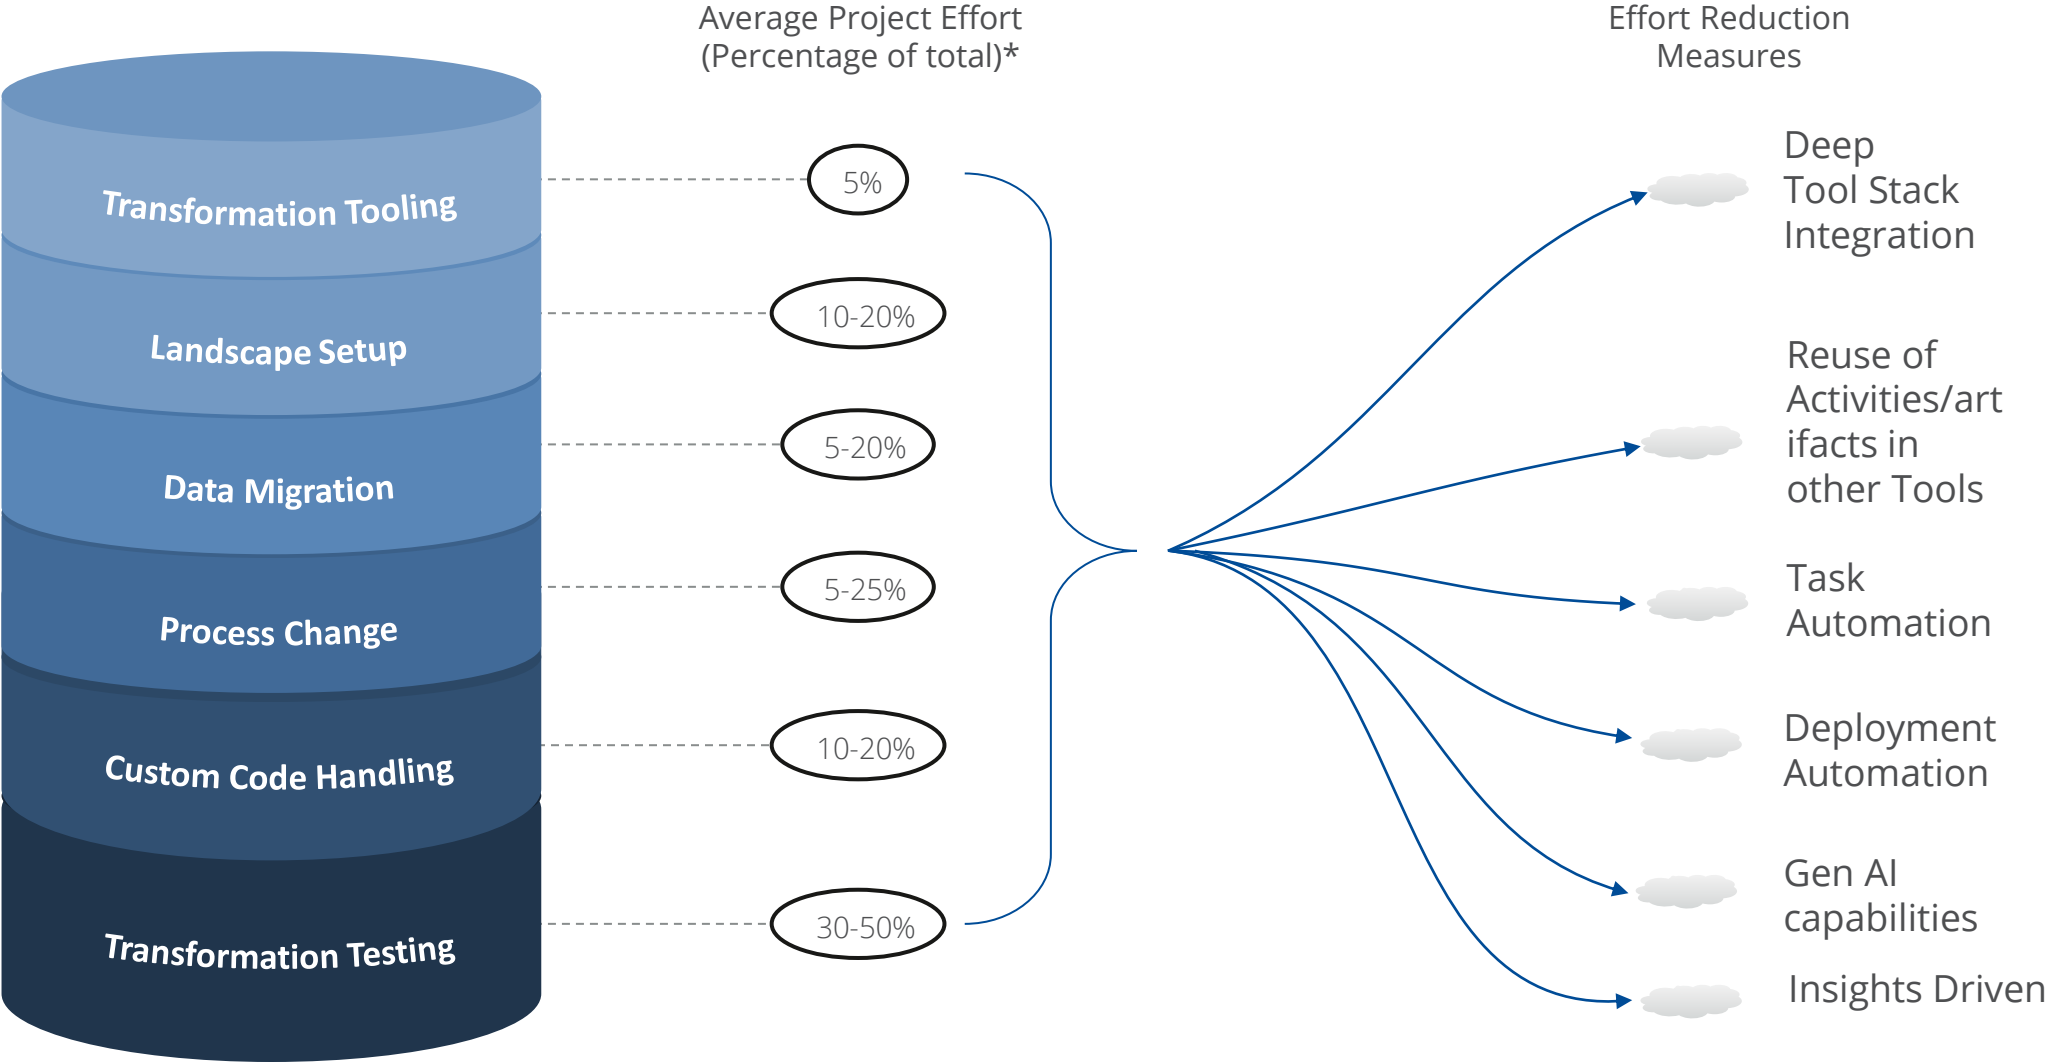 Average Project Effort
(Percentage of total)*
Effort Reduction
Measures
Transformation Tooling
5%
Landscape Setup
10-20%
Data Migration
5-20%
Process Change
5-25%
Custom Code Handling
10-20%
Transformation Testing
30-50%
Deep
Tool Stack
Integration
Reuse of
Activities/art
ifacts in
other Tools
Task
Automation
Deployment
Automation
Gen AI
capabilities
Insights Driven